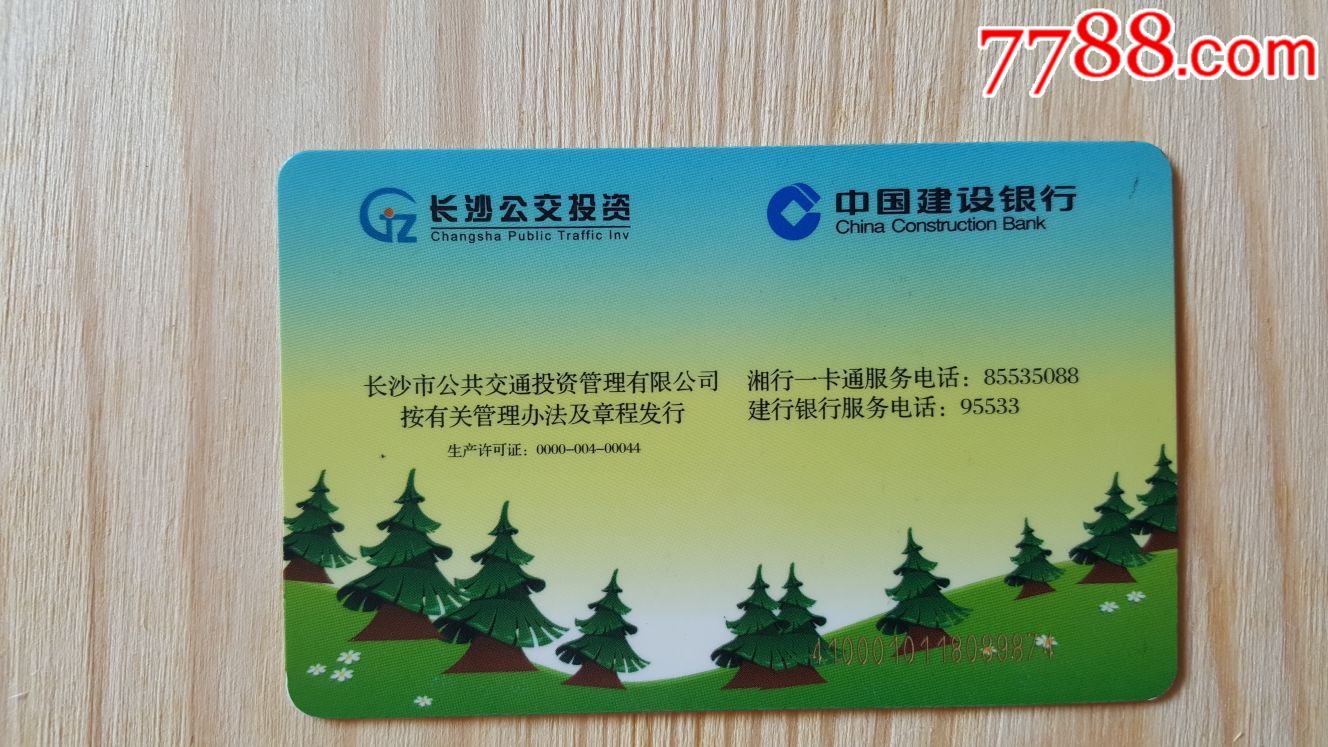 7788.com
长沙公交投资
Changsha Public Traffic Inv
中国建设银行
China Construction Bank
长沙市公共交通投资管理有限公司
按有关管理办法及章程发行
生产许可证：0000-004-00044
湘行一卡通服务电话：85535088
建行银行服务电话：95533
4100010118099874